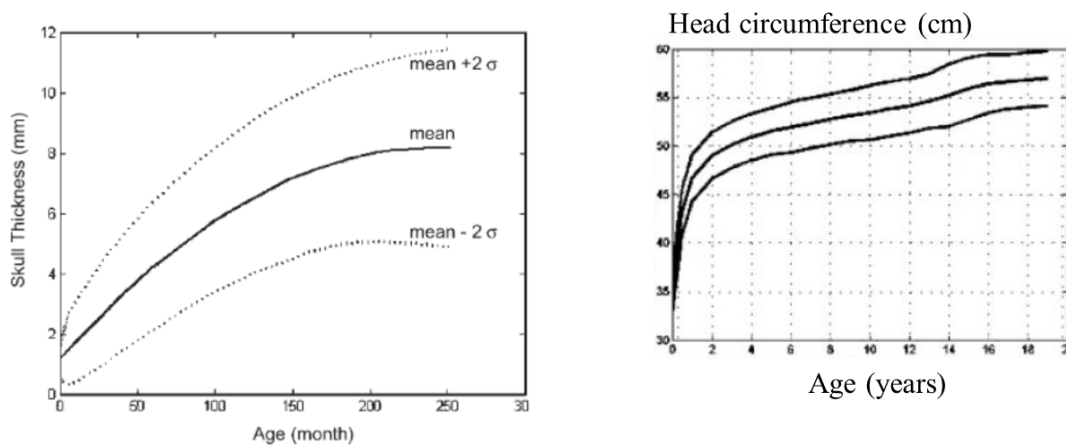 12
10
8
6
4
2
0
Skull Thickness (mm)
mean +2 σ
mean
mean - 2 σ
0 50 100 150 200 250 30
Age (month)
Head circumference (cm)
60
55
50
45
40
35
30
0 2 4 6 8 10 12 14 16 18 2
Age (years)